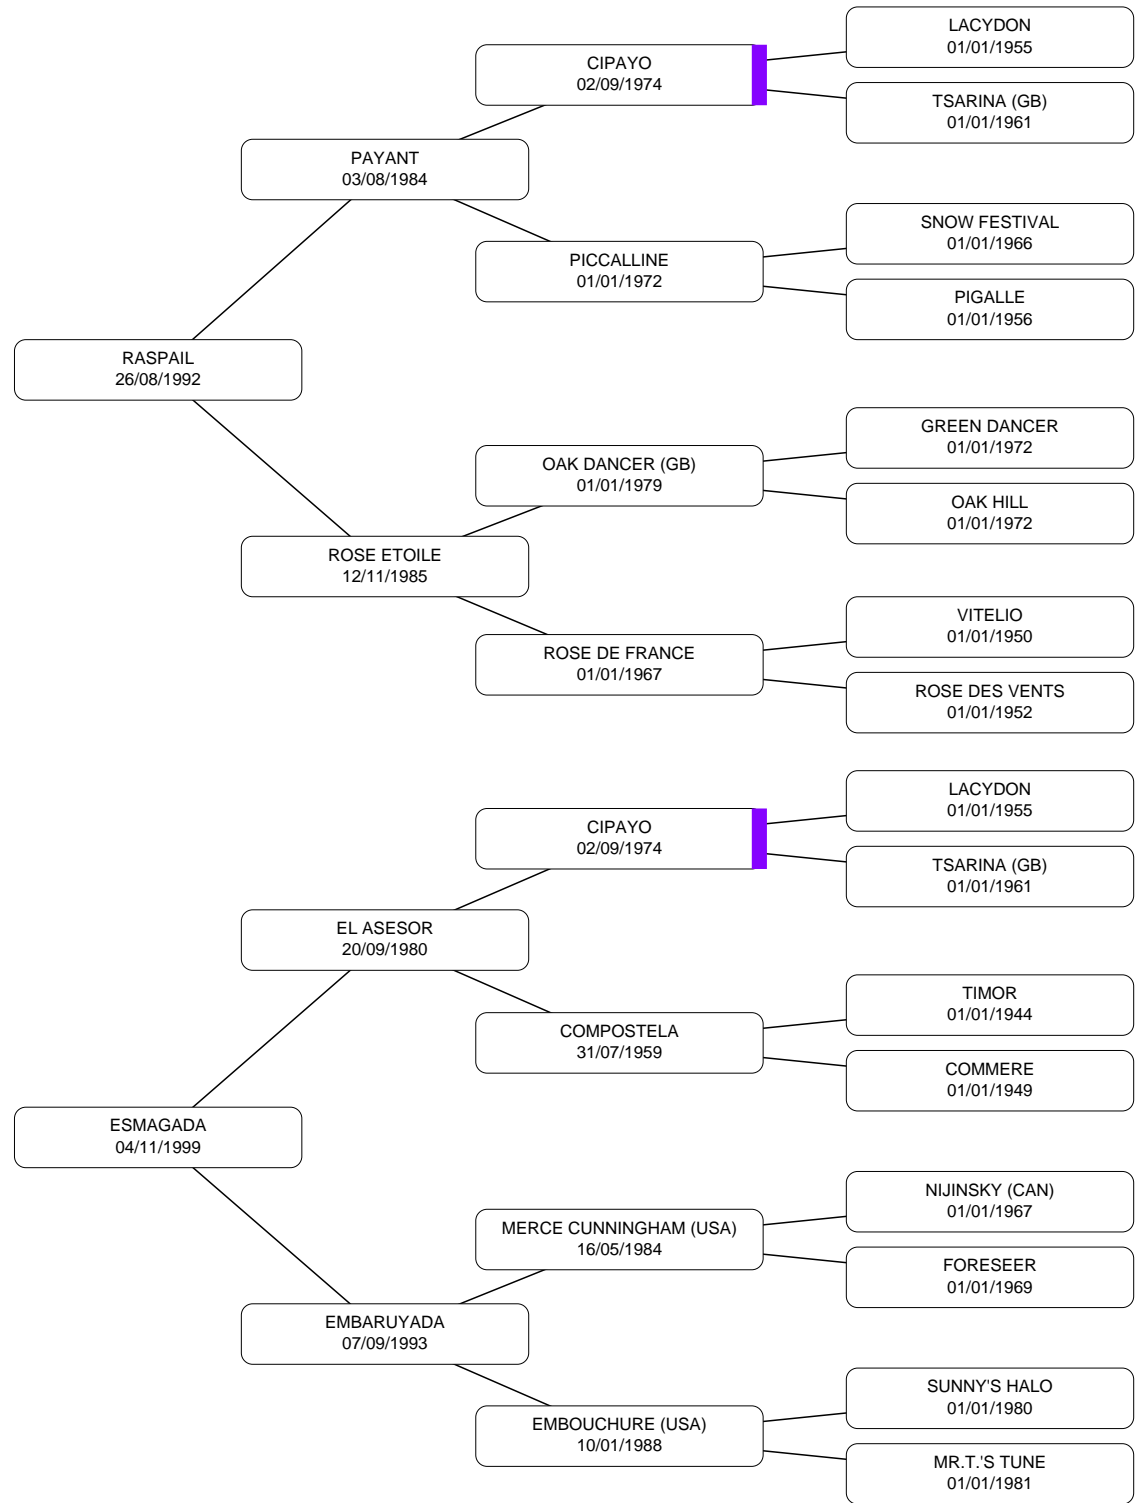 LACYDON
01/01/1955
CIPAYO
02/09/1974
TSARINA (GB)
01/01/1961
PAYANT
03/08/1984
SNOW FESTIVAL
01/01/1966
PICCALLINE
01/01/1972
PIGALLE
01/01/1956
RASPAIL
26/08/1992
GREEN DANCER
01/01/1972
OAK DANCER (GB)
01/01/1979
OAK HILL
01/01/1972
ROSE ETOILE
12/11/1985
VITELIO
01/01/1950
ROSE DE FRANCE
01/01/1967
ROSE DES VENTS
01/01/1952
LACYDON
01/01/1955
CIPAYO
02/09/1974
TSARINA (GB)
01/01/1961
EL ASESOR
20/09/1980
TIMOR
01/01/1944
COMPOSTELA
31/07/1959
COMMERE
01/01/1949
ESMAGADA
04/11/1999
NIJINSKY (CAN)
01/01/1967
MERCE CUNNINGHAM (USA)
16/05/1984
FORESEER
01/01/1969
EMBARUYADA
07/09/1993
SUNNY'S HALO
01/01/1980
EMBOUCHURE (USA)
10/01/1988
MR.T.'S TUNE
01/01/1981